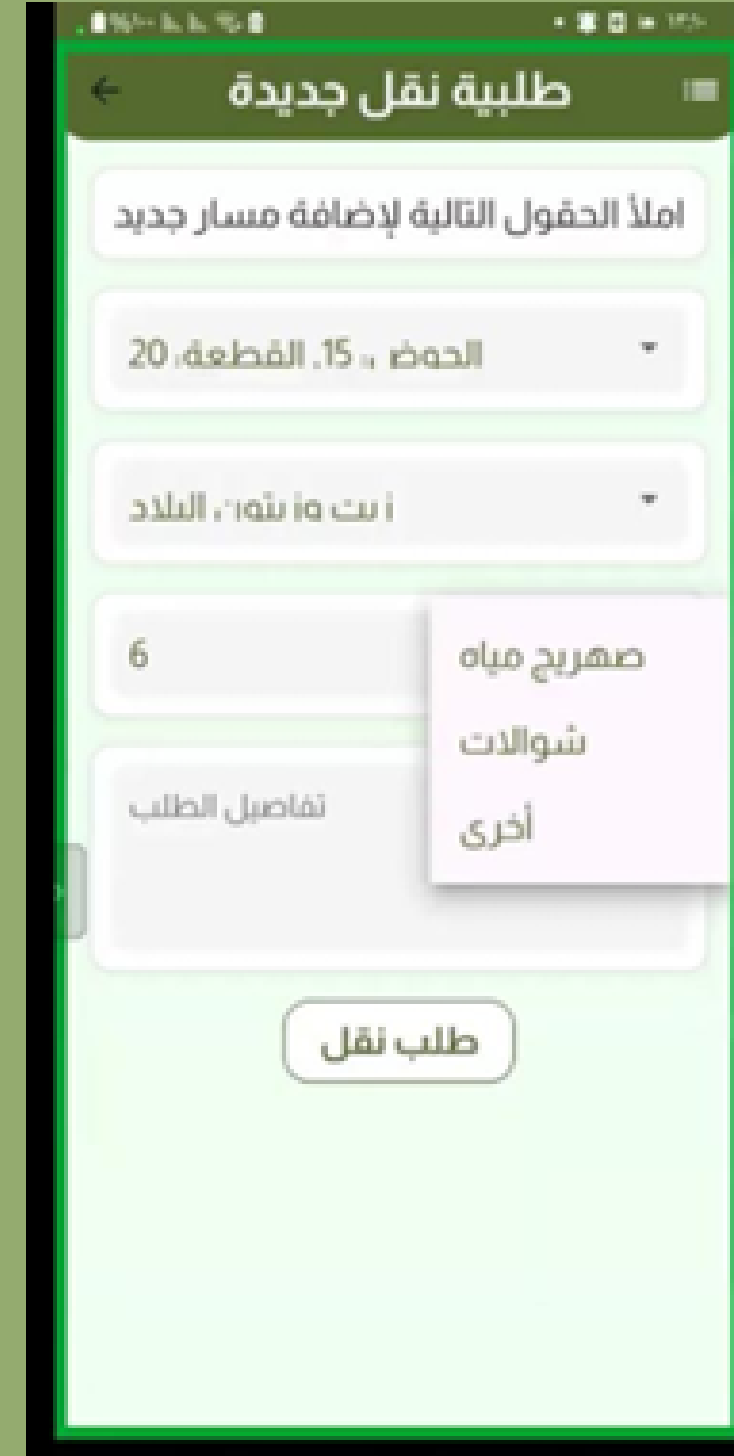 طلبية نقل جديدة
املأ الحقول التالية لإضافة مسار جديد
الحوض 15, القطعة: 20
البلاد
6
صهريج مياه
شوالات
أخرى
تفاصيل الطلب
طلب نقل